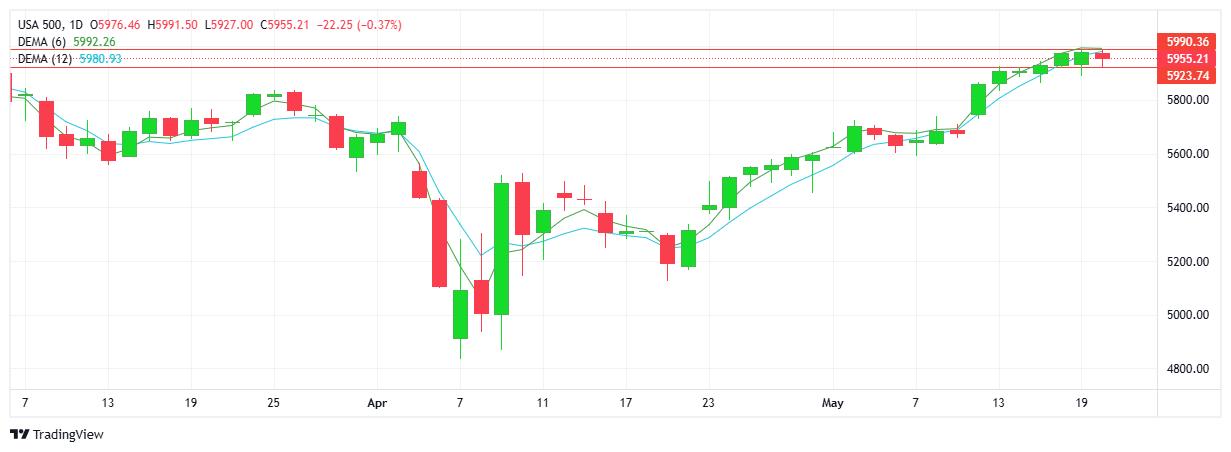 USA 500, 1D O5976.46 H5991.50 L5927.00 C5955.21 −22.25 (−0.37%)
DEMA (6) 5992.26
DEMA (12) 5980.93
5990.36
5955.21
5923.74
5800.00
5600.00
5400.00
5200.00
5000.00
4800.00
7 13 19 25 Apr 7 11 17 23 May 7 13 19
TradingView